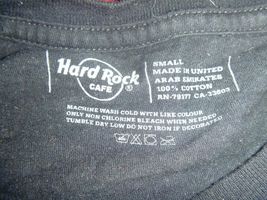 Hard Rock
CAFE
®
SMALL
MADE IN UNITED
ARAB EMIRATES
100% COTTON
RN-79177 CA-33603
MACHINE WASH COLD WITH LIKE COLOUR
ONLY NON CHLORINE BLEACH WHEN NEEDED
TUMBLE DAY LOW DO NOT IRON IF DECORATED